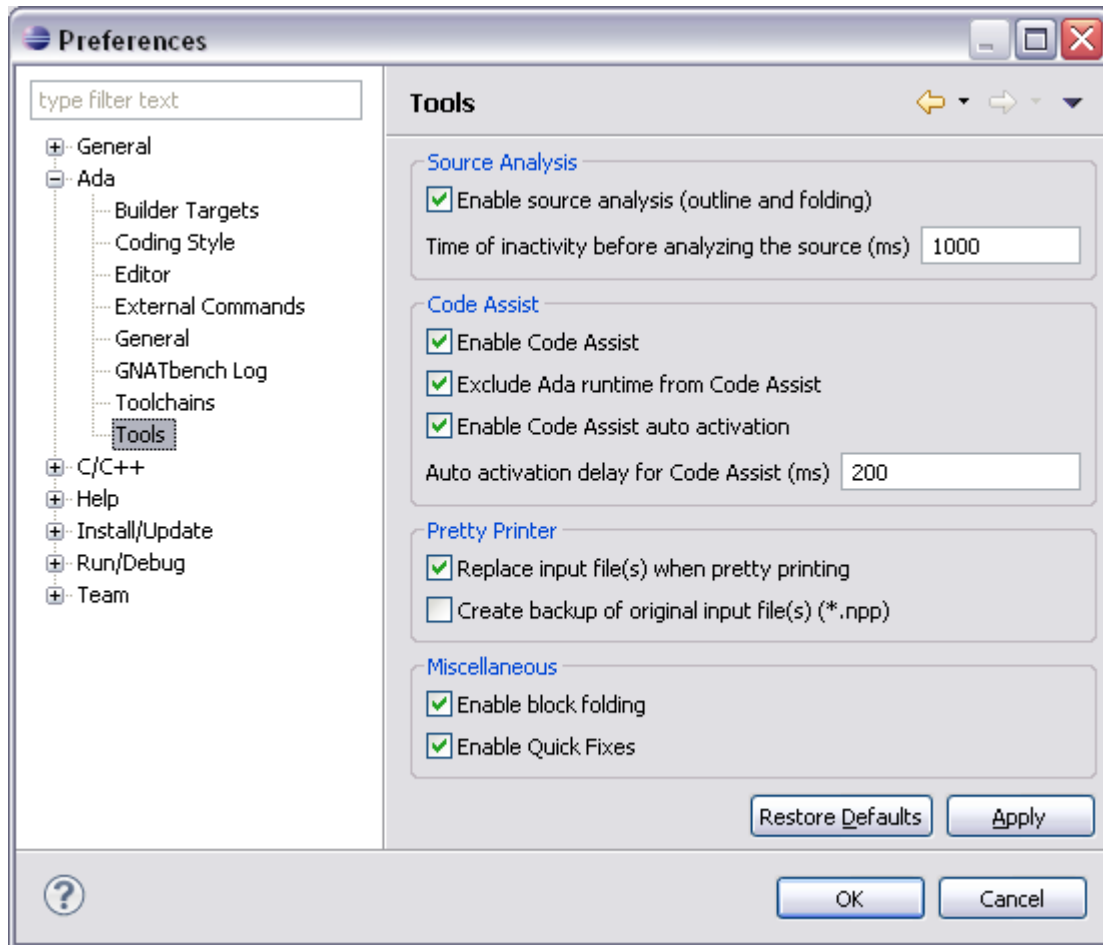 Preferences
type filter text
General
Ada
Builder Targets
Coding Style
Editor
External Commands
General
GNATbench Log
Toolchains
Tools
C/C++
Help
Install/Update
Run/Debug
Team
Tools
Source Analysis
Enable source analysis (outline and folding)
Time of inactivity before analyzing the source (ms) 1000
Code Assist
Enable Code Assist
Exclude Ada runtime from Code Assist
Enable Code Assist auto activation
Auto activation delay for Code Assist (ms) 200
Pretty Printer
Replace input file(s) when pretty printing
Create backup of original input file(s) (*.npp)
Miscellaneous
Enable block folding
Enable Quick Fixes
Restore Defaults Apply
? OK Cancel